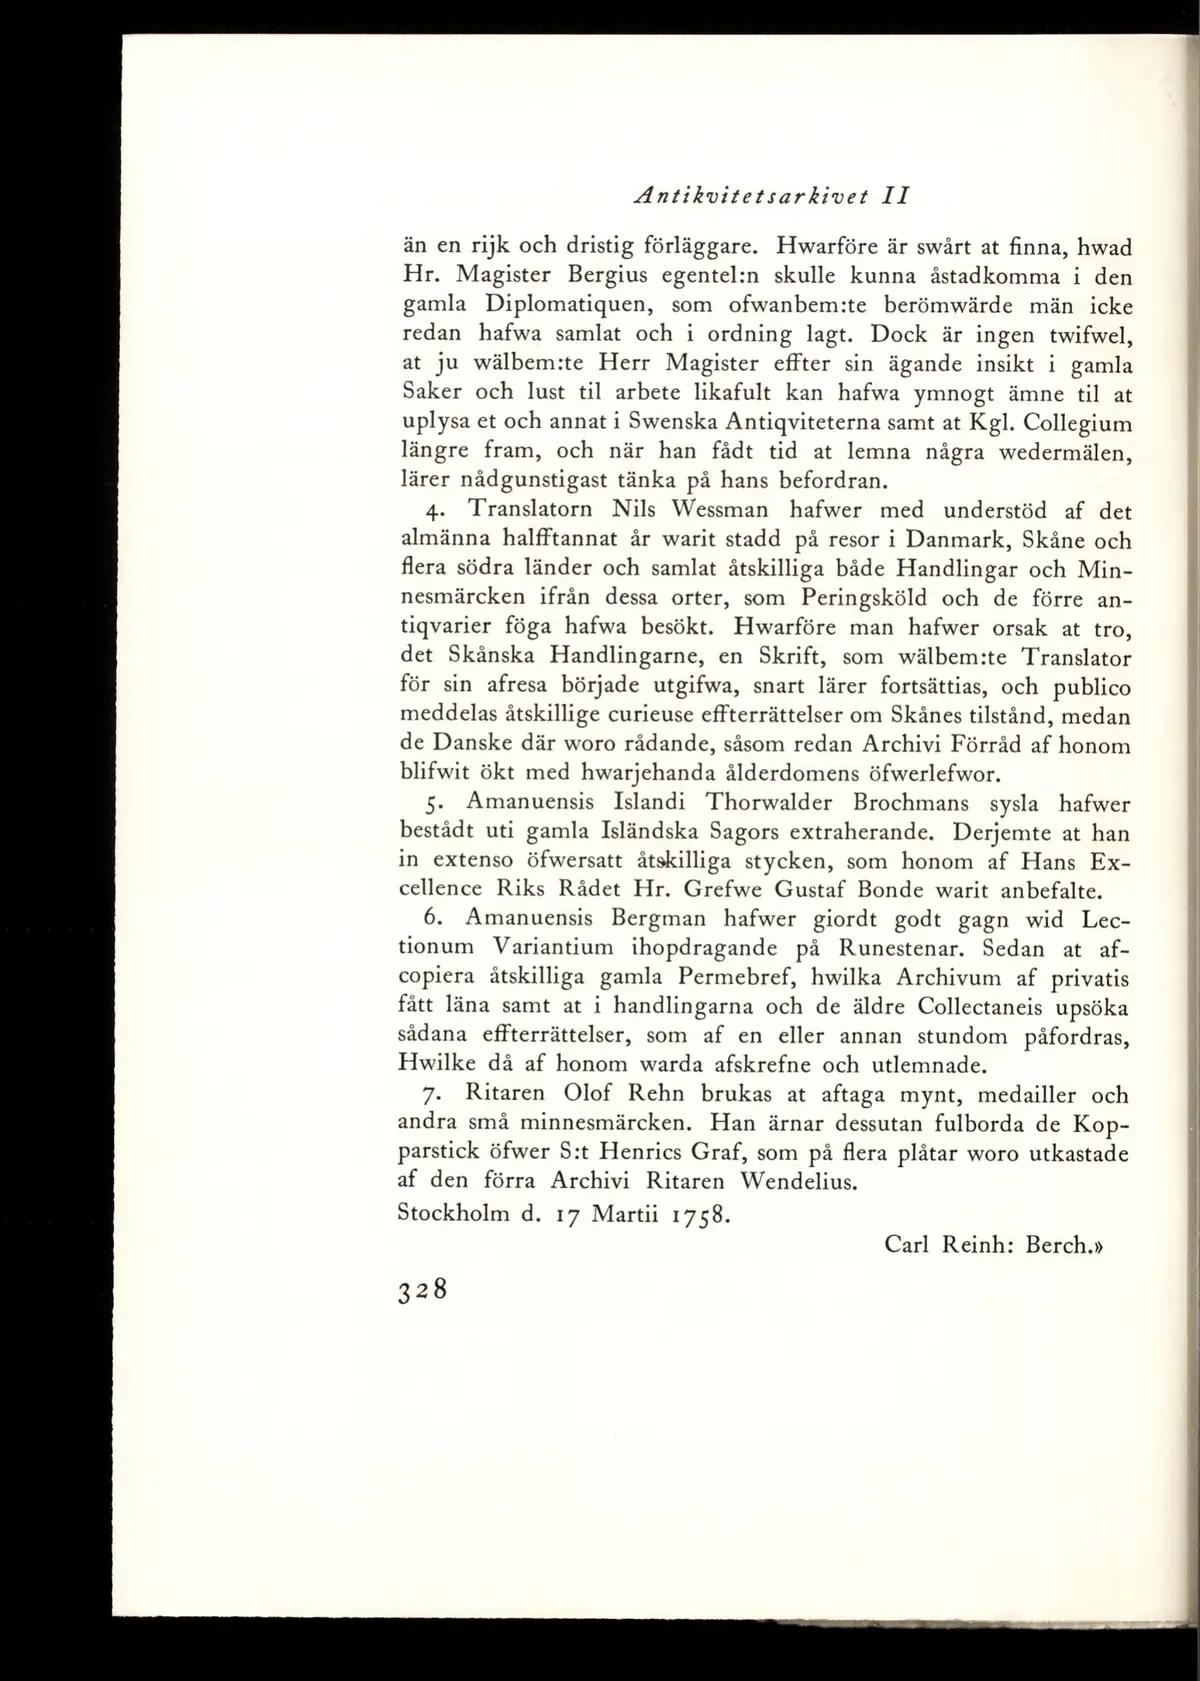 Antikvitetsarkivet II
än en rijk och dristig förläggare. Hwarföre är swårt at finna, hwad
Hr. Magister Bergius egentel:n skulle kunna åstadkomma i den
gamla Diplomatiquen, som ofwanbem:te berömwärde män icke
redan hafwa samlat och i ordning lagt. Dock är ingen twifwel,
at ju wälbem:te Herr Magister effter sin ägande insikt i gamla
Saker och lust til arbete likafult kan hafwa ymnogt ämne til at
uplysa et och annat i Swenska Antiqviteterna samt at Kgl. Collegium
längre fram, och när han fådt tid at lemna några wedermälen,
lärer nådgunstigast tänka på hans befordran.
4. Translatorn Nils Wessman hafwer med understöd af det
almänna halfftannat år warit stadd på resor i Danmark, Skåne och
flera södra länder och samlat åtskilliga både Handlingar och Min-
nesmärcken ifrån dessa orter, som Peringsköld och de förre an-
tiqvarier föga hafwa besökt. Hwarföre man hafwer orsak at tro,
det Skånska Handlingarne, en Skrift, som wälbem:te Translator
för sin afresa började utgifwa, snart lärer fortsättias, och publico
meddelas åtskillige curieuse effterrättelser om Skånes tilstånd, medan
de Danske där woro rådande, såsom redan Archivi Förråd af honom
blifwit ökt med hwarjehanda ålderdomens öfwerlefwor.
5. Amanuensis Islandi Thorwalder Brochmans sysla hafwer
bestådt uti gamla Isländska Sagors extraherande. Derjemte at han
in extenso öfwersatt åtskilliga stycken, som honom af Hans Ex-
cellence Riks Rådet Hr. Grefwe Gustaf Bonde warit anbefalte.
6. Amanuensis Bergman hafwer giordt godt gagn wid Lec-
tionum Variantium ihopdragande på Runestenar. Sedan at af-
copiera åtskilliga gamla Permebref, hwilka Archivum af privatis
fått läna samt at i handlingarna och de äldre Collectaneis upsöka
sådana effterrättelser, som af en eller annan stundom påfordras,
Hwilke då af honom warda afskrefne och utlemnade.
7. Ritaren Olof Rehn brukas at aftaga mynt, medailler och
andra små minnesmärcken. Han ärnar dessutan fulborda de Kop-
parstick öfwer S:t Henrics Graf, som på flera plåtar woro utkastade
af den förra Archivi Ritaren Wendelius.
Stockholm d. 17 Martii 1758.
Carl Reinh: Berch.»
328